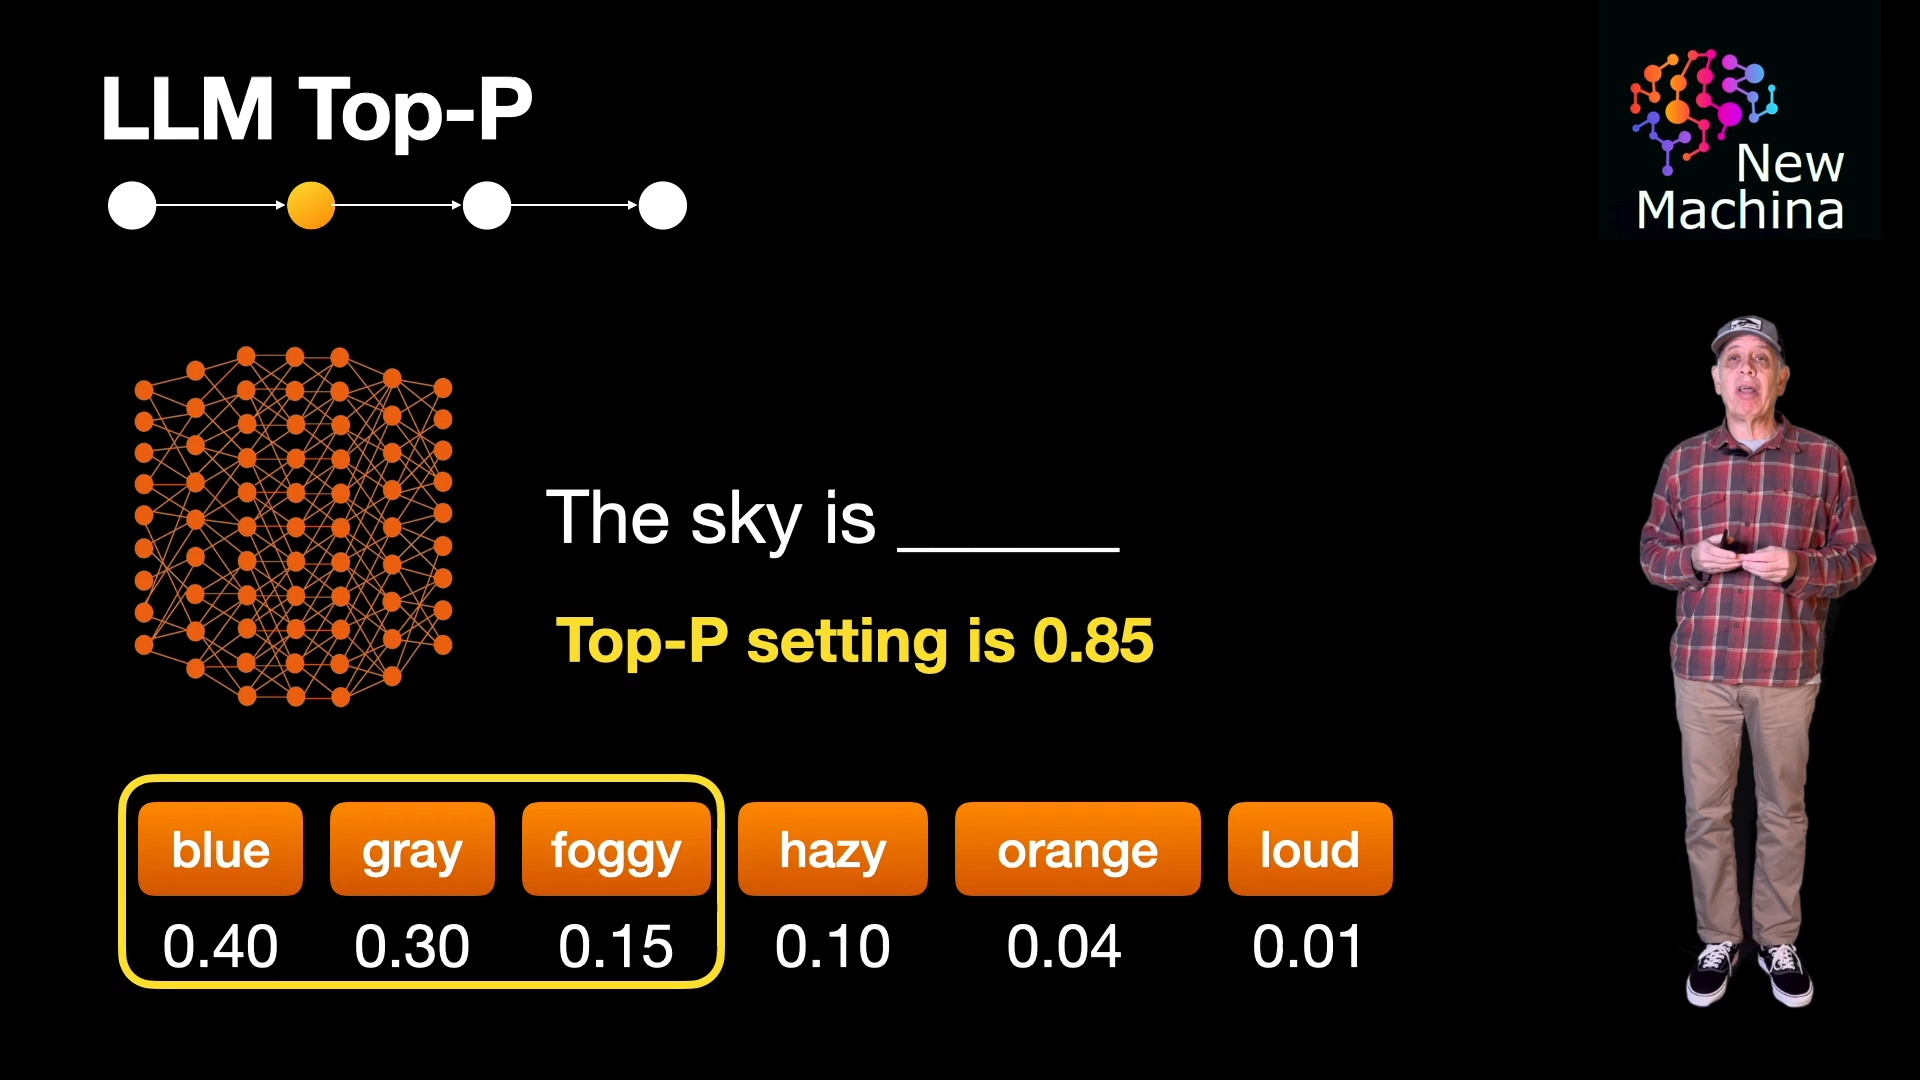 LLM Top-P
New
Machina
The sky is ______
Top-P setting is 0.85
blue gray foggy hazy orange loud
0.40 0.30 0.15 0.10 0.04 0.01